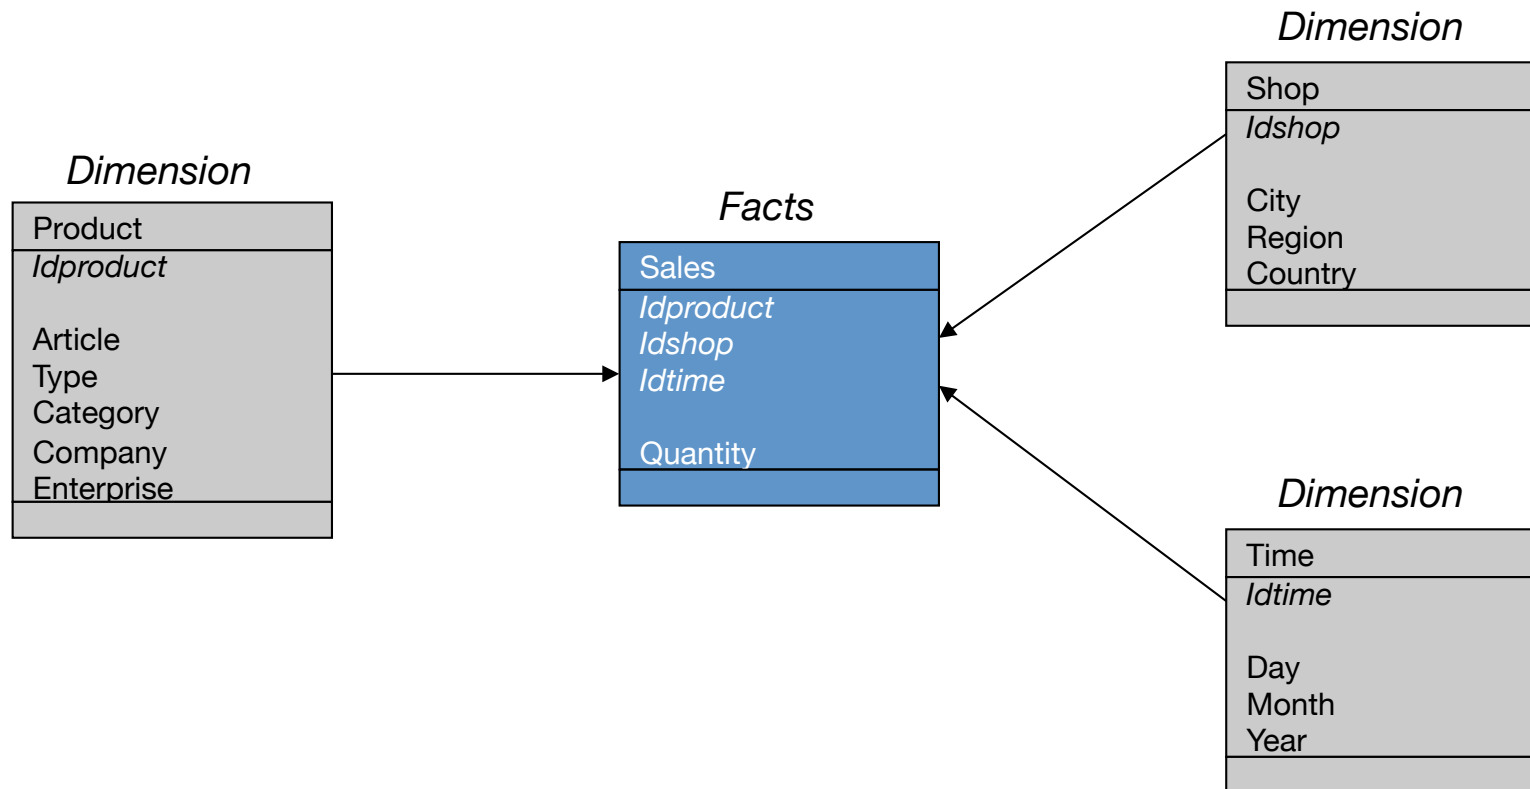 Dimension
Product
Idproduct
Article
Type
Category
Company
Enterprise
Facts
Sales
Idproduct
Idshop
Idtime
Quantity
Dimension
Shop
Idshop
City
Region
Country
Dimension
Time
Idtime
Day
Month
Year